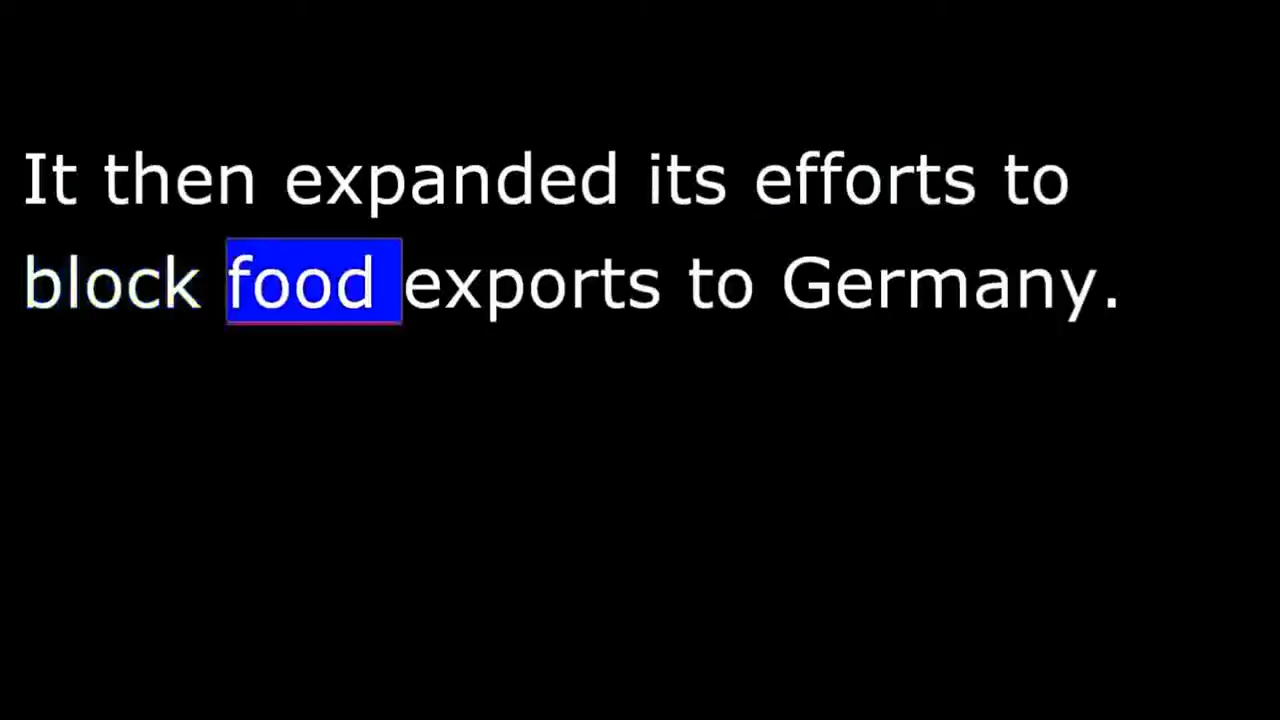 It then expanded its efforts to
block food exports to Germany.